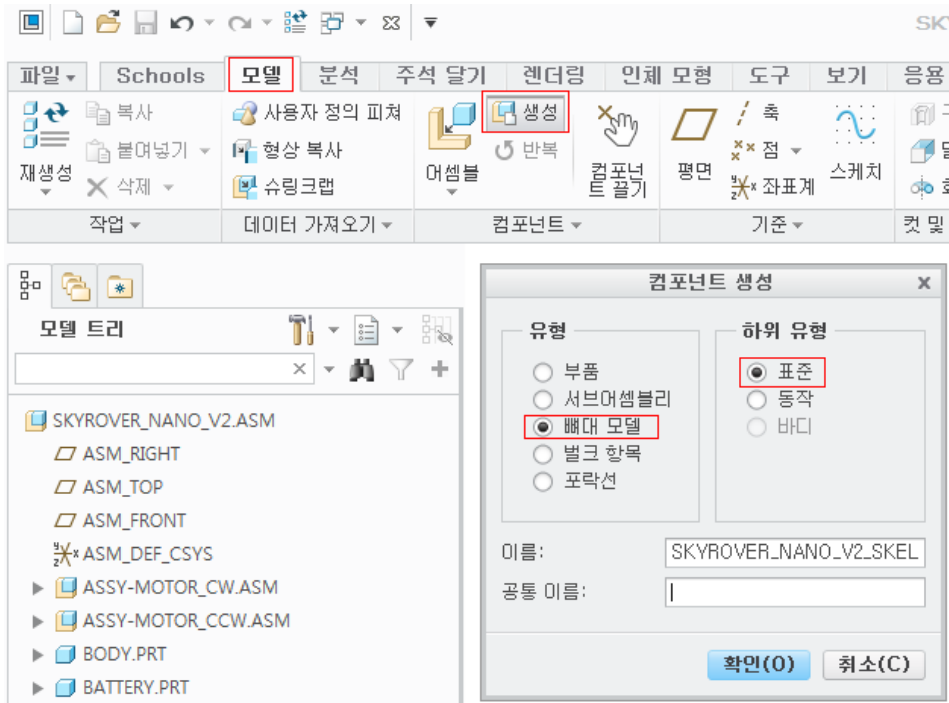 SK
파일 Schools 모델 분석 주석 달기 렌더링 인체 모형 도구 보기 응용
재생성 복사 붙여넣기 삭제
사용자 정의 피쳐 형상 복사 슈링크랩
어셈블 생성 반복 컴포넌트 끌기
평면 축 점 좌표계 스케치
작업 데이터 가져오기 컴포넌트 기준 컷 및
모델 트리
SKYROVER_NANO_V2.ASM
ASM_RIGHT
ASM_TOP
ASM_FRONT
ASM_DEF_CSYS
ASSY-MOTOR_CW.ASM
ASSY-MOTOR_CCW.ASM
BODY.PRT
BATTERY.PRT
컴포넌트 생성
유형
부품
서브어셈블리
뼈대 모델
벌크 항목
포락선
하위 유형
표준
동작
바디
이름: SKYROVER_NANO_V2_SKEL
공통 이름:
확인(O) 취소(C)